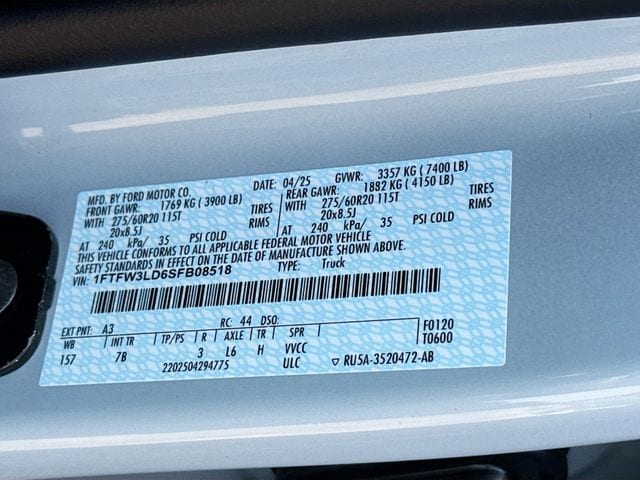 MFD. BY FORD MOTOR CO.
DATE: 04/25 GVWR: 3357 KG ( 7400 LB)
FRONT GAWR: 1769 KG ( 3900 LB) REAR GAWR: 1882 KG ( 4150 LB)
WITH 275/60R20 115T TIRES WITH 275/60R20 115T TIRES
20x8.5J RIMS 20x8.5J RIMS
AT 240 kPa/ 35 PSI COLD AT 240 kPa/ 35 PSI COLD
THIS VEHICLE CONFORMS TO ALL APPLICABLE FEDERAL MOTOR VEHICLE
SAFETY STANDARDS IN EFFECT ON THE DATE OF MANUFACTURE SHOWN ABOVE.
VIN: 1FTFW3LD6SFB08518 TYPE: Truck
EXT PNT: A3 RC: 44 DSO: F0120
WB INT TR TP/PS R AXLE TR SPR T0600
157 7B 3 L6 H VVCC
2202504294775 ULC ▽ RU5A-3520472-AB